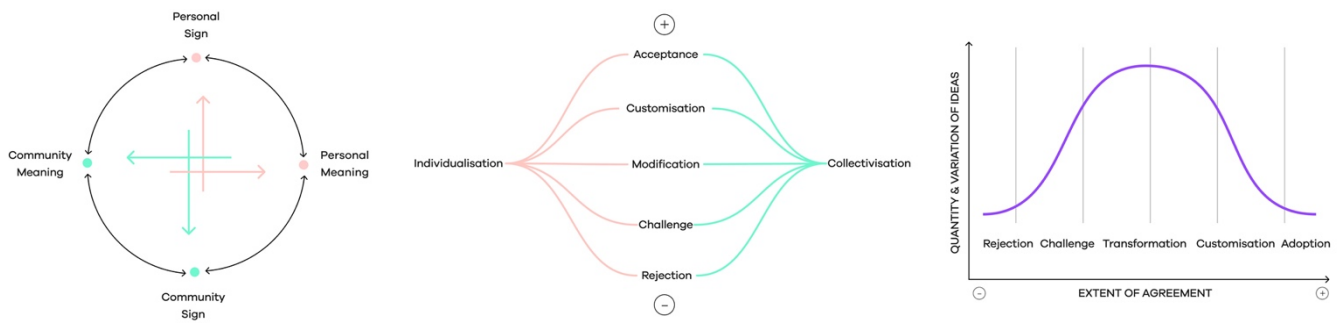 Personal
Sign
Community
Meaning
Personal
Meaning
Community
Sign
+
Acceptance
Customisation
Individualisation
Modification
Collectivisation
Challenge
Rejection
-
QUANTITY & VARIATION OF IDEAS
Rejection Challenge Transformation Customisation Adoption
- EXTENT OF AGREEMENT +